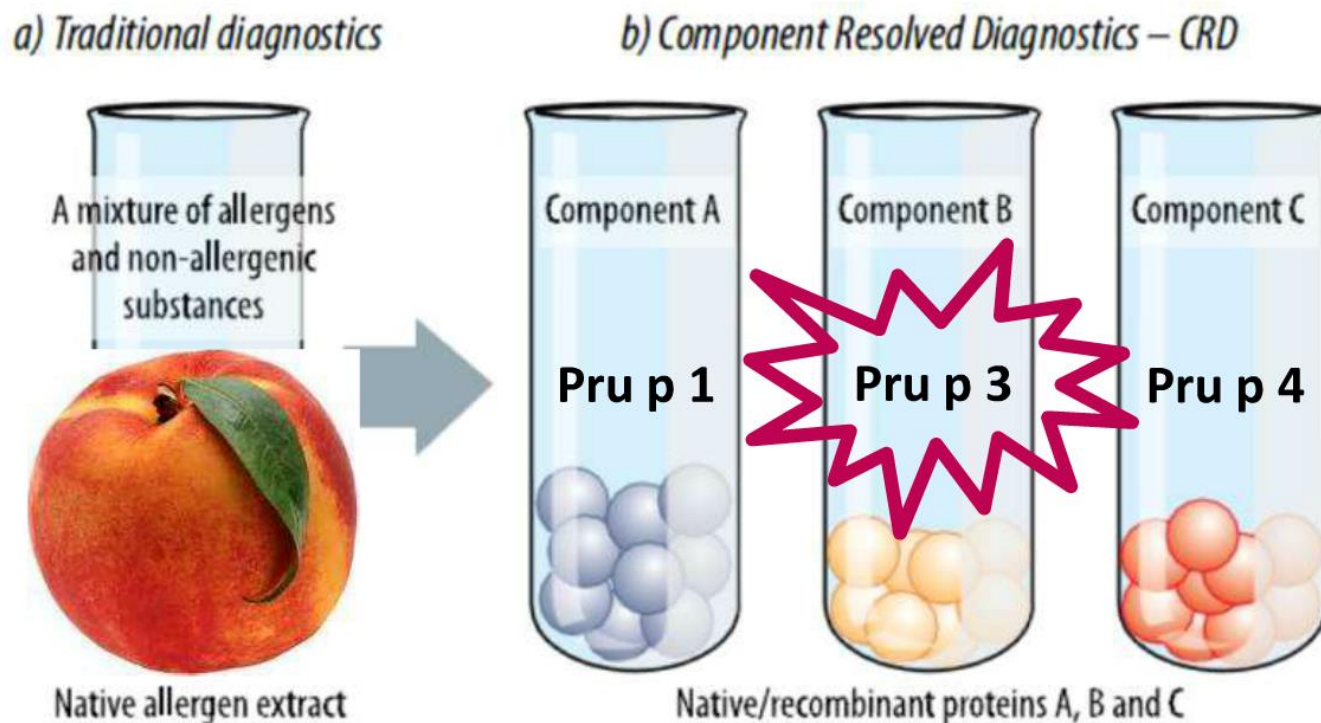 a) Traditional diagnostics
b) Component Resolved Diagnostics – CRD
A mixture of allergens
and non-allergenic
substances
Component A
Component B
Component C
Pru p 1
Pru p 3
Pru p 4
Native allergen extract
Native/recombinant proteins A, B and C